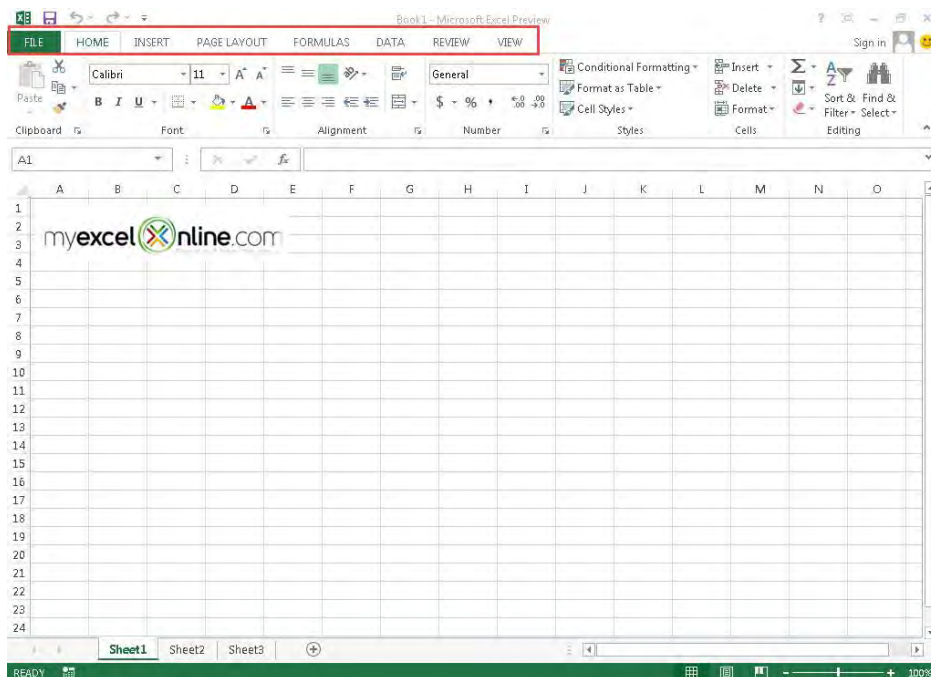 Book1 - Microsoft Excel Preview
FILE HOME INSERT PAGE LAYOUT FORMULAS DATA REVIEW VIEW Sign in
Calibri 11 A A General Conditional Formatting Insert
Paste Format as Table Delete
B I U A $ % , .00 .00 Cell Styles Format Sort & Filter Find & Select
Clipboard Font Alignment Number Styles Cells Editing
A1 fx
A B C D E F G H I J K L M N O
1
2
myexcelonline.com
3
4
5
6
7
8
9
10
11
12
13
14
15
16
17
18
19
20
21
22
23
24
Sheet1 Sheet2 Sheet3
READY 100%